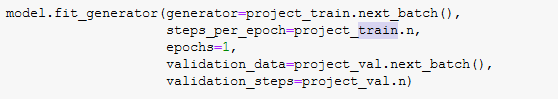 model.fit_generator(generator=project_train.next_batch(),
steps_per_epoch=project_train.n,
epochs=1,
validation_data=project_val.next_batch(),
validation_steps=project_val.n)